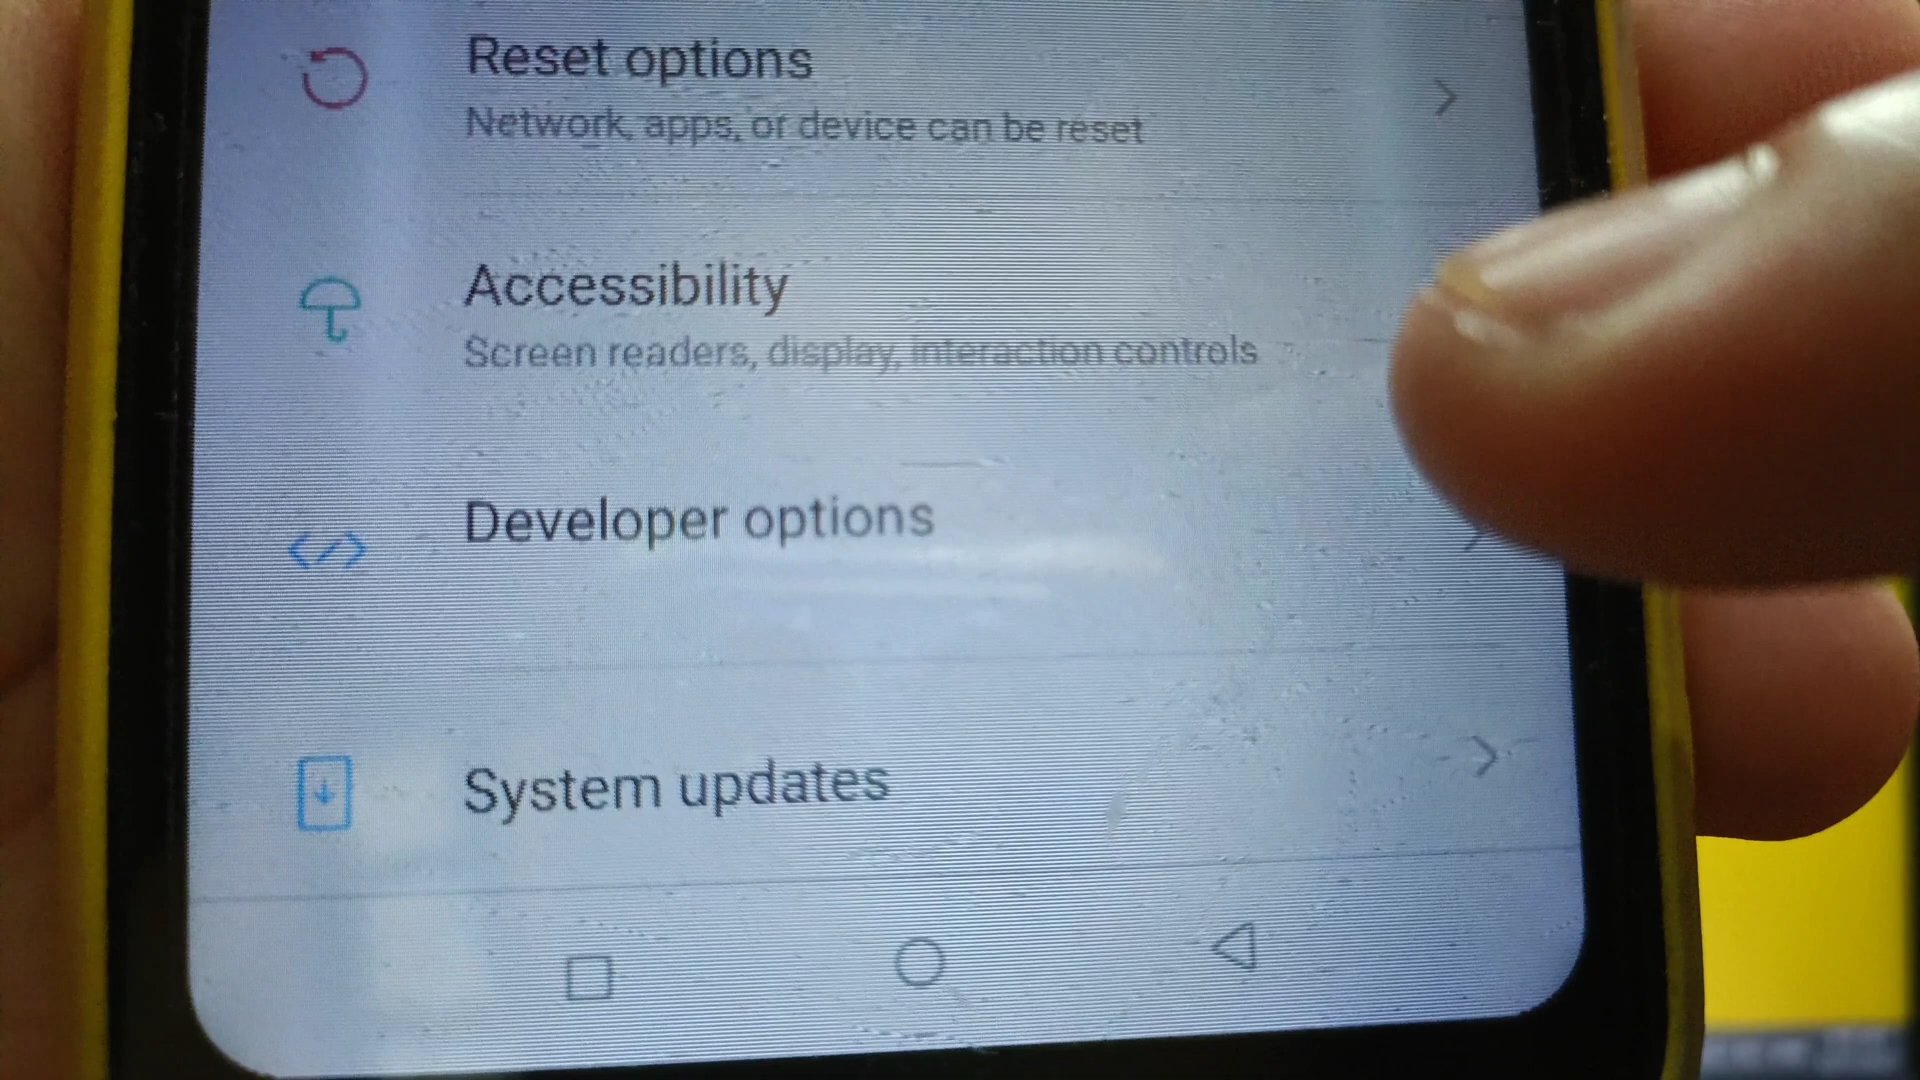 Reset options
Network, apps, or device can be reset
Accessibility
Screen readers, display, interaction controls
Developer options
System updates